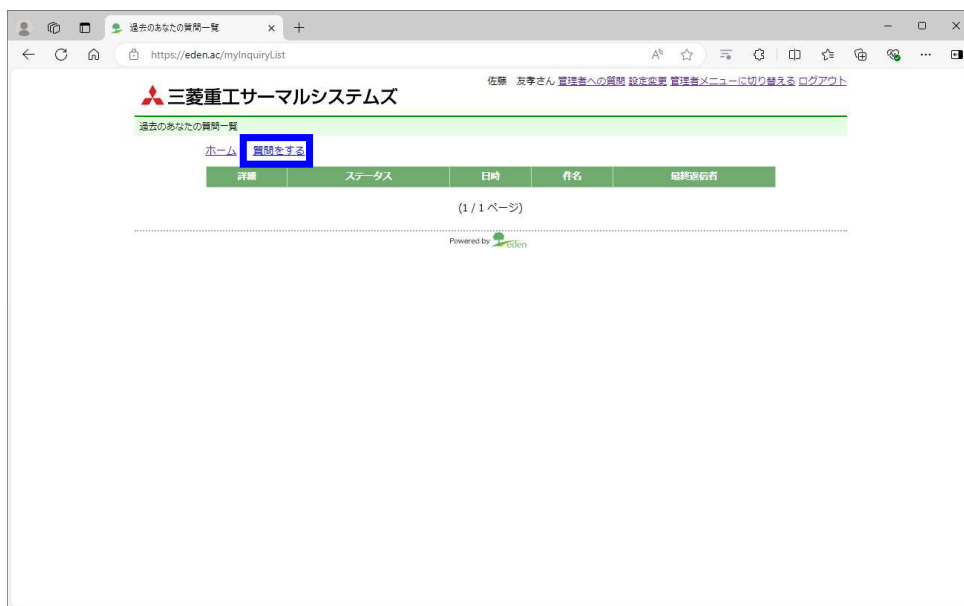 過去のあなたの質問一覧
https://eden.ac/myInquiryList
佐藤 友孝さん 管理者への質問 設定変更 管理者メニューに切り替える ログアウト
三菱重工サーマルシステムズ
過去のあなたの質問一覧
ホーム 質問をする
詳細 ステータス 日時 件名 最終返信者
(1 / 1 ページ)
Powered by eden